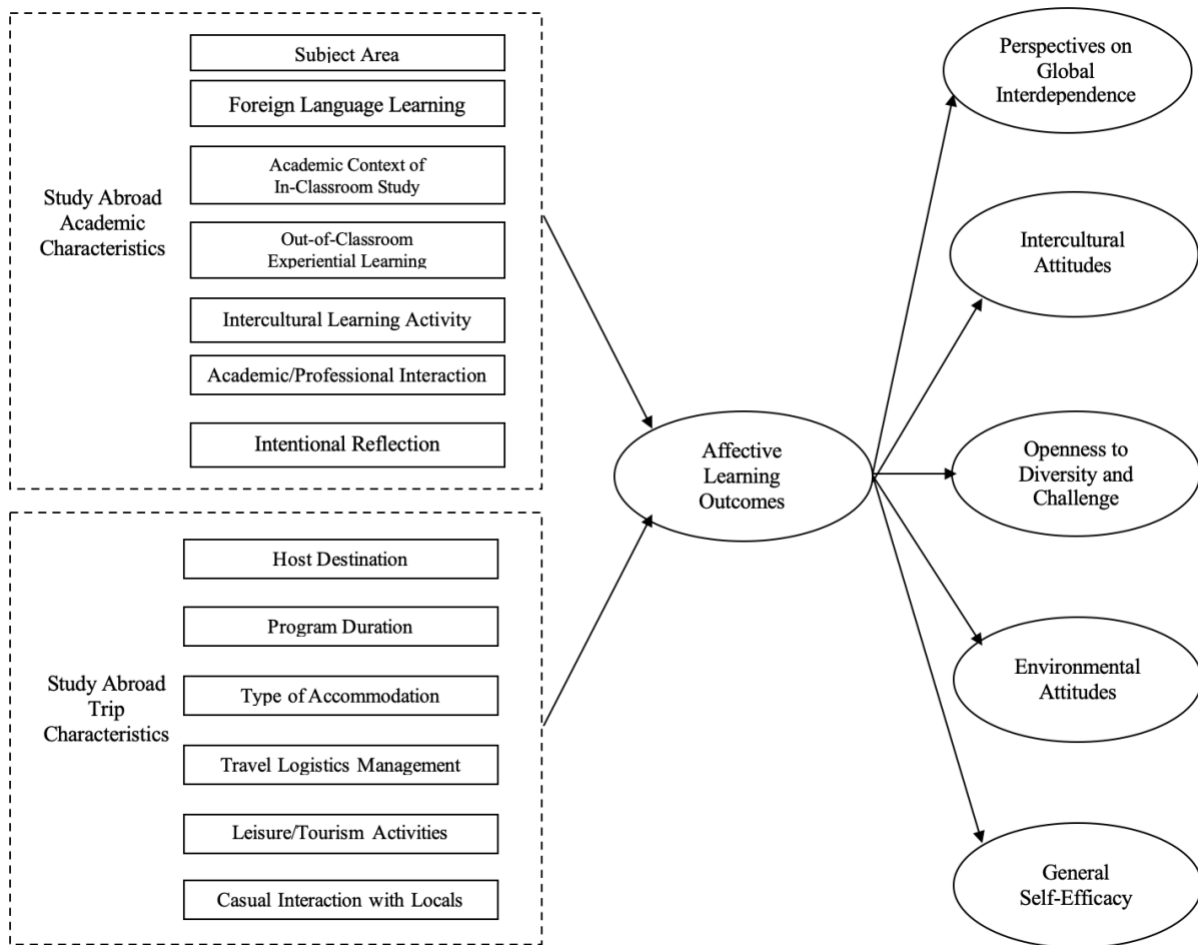 Study Abroad
Academic
Characteristics
Subject Area
Foreign Language Learning
Academic Context of
In-Classroom Study
Out-of-Classroom
Experiential Learning
Intercultural Learning Activity
Academic/Professional Interaction
Intentional Reflection
Study Abroad
Trip
Characteristics
Host Destination
Program Duration
Type of Accommodation
Travel Logistics Management
Leisure/Tourism Activities
Casual Interaction with Locals
Affective
Learning
Outcomes
Perspectives on
Global
Interdependence
Intercultural
Attitudes
Openness to
Diversity and
Challenge
Environmental
Attitudes
General
Self-Efficacy